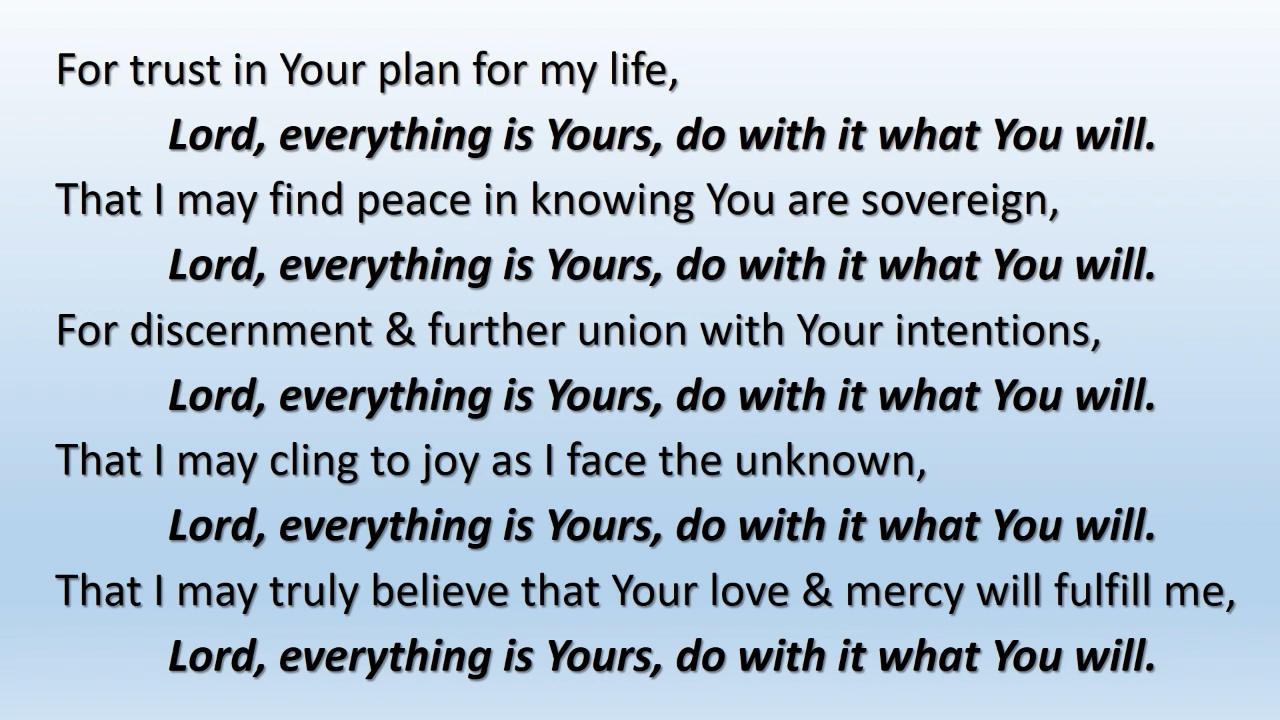 For trust in Your plan for my life,
Lord, everything is Yours, do with it what You will.
That I may find peace in knowing You are sovereign,
Lord, everything is Yours, do with it what You will.
For discernment & further union with Your intentions,
Lord, everything is Yours, do with it what You will.
That I may cling to joy as I face the unknown,
Lord, everything is Yours, do with it what You will.
That I may truly believe that Your love & mercy will fulfill me,
Lord, everything is Yours, do with it what You will.